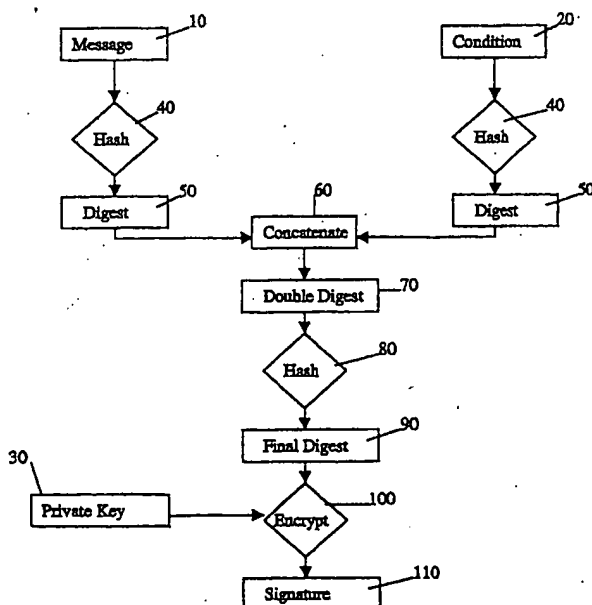 10
Message
20
Condition
40
Hash
40
Hash
50
Digest
50
Digest
60
Concatenate
70
Double Digest
80
Hash
90
Final Digest
30
Private Key
100
Encrypt
110
Signature